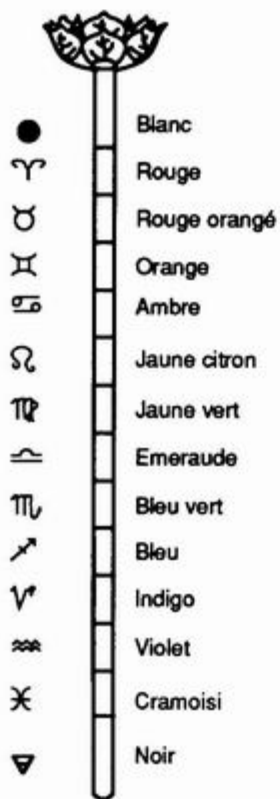 Blanc
♈ Rouge
♉ Rouge orangé
♊ Orange
♋ Ambre
♌ Jaune citron
♍ Jaune vert
♎ Emeraude
♏ Bleu vert
♐ Bleu
♑ Indigo
♒ Violet
♓ Cramoisi
Noir